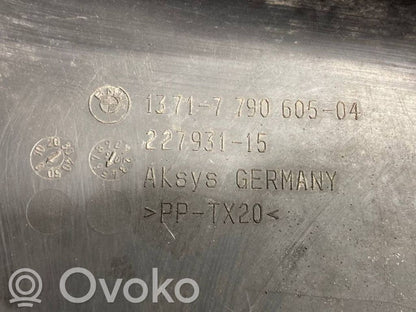 1371-7 790 605-04
227931-15
AKsys GERMANY
>PP-TX20<
Ovoko